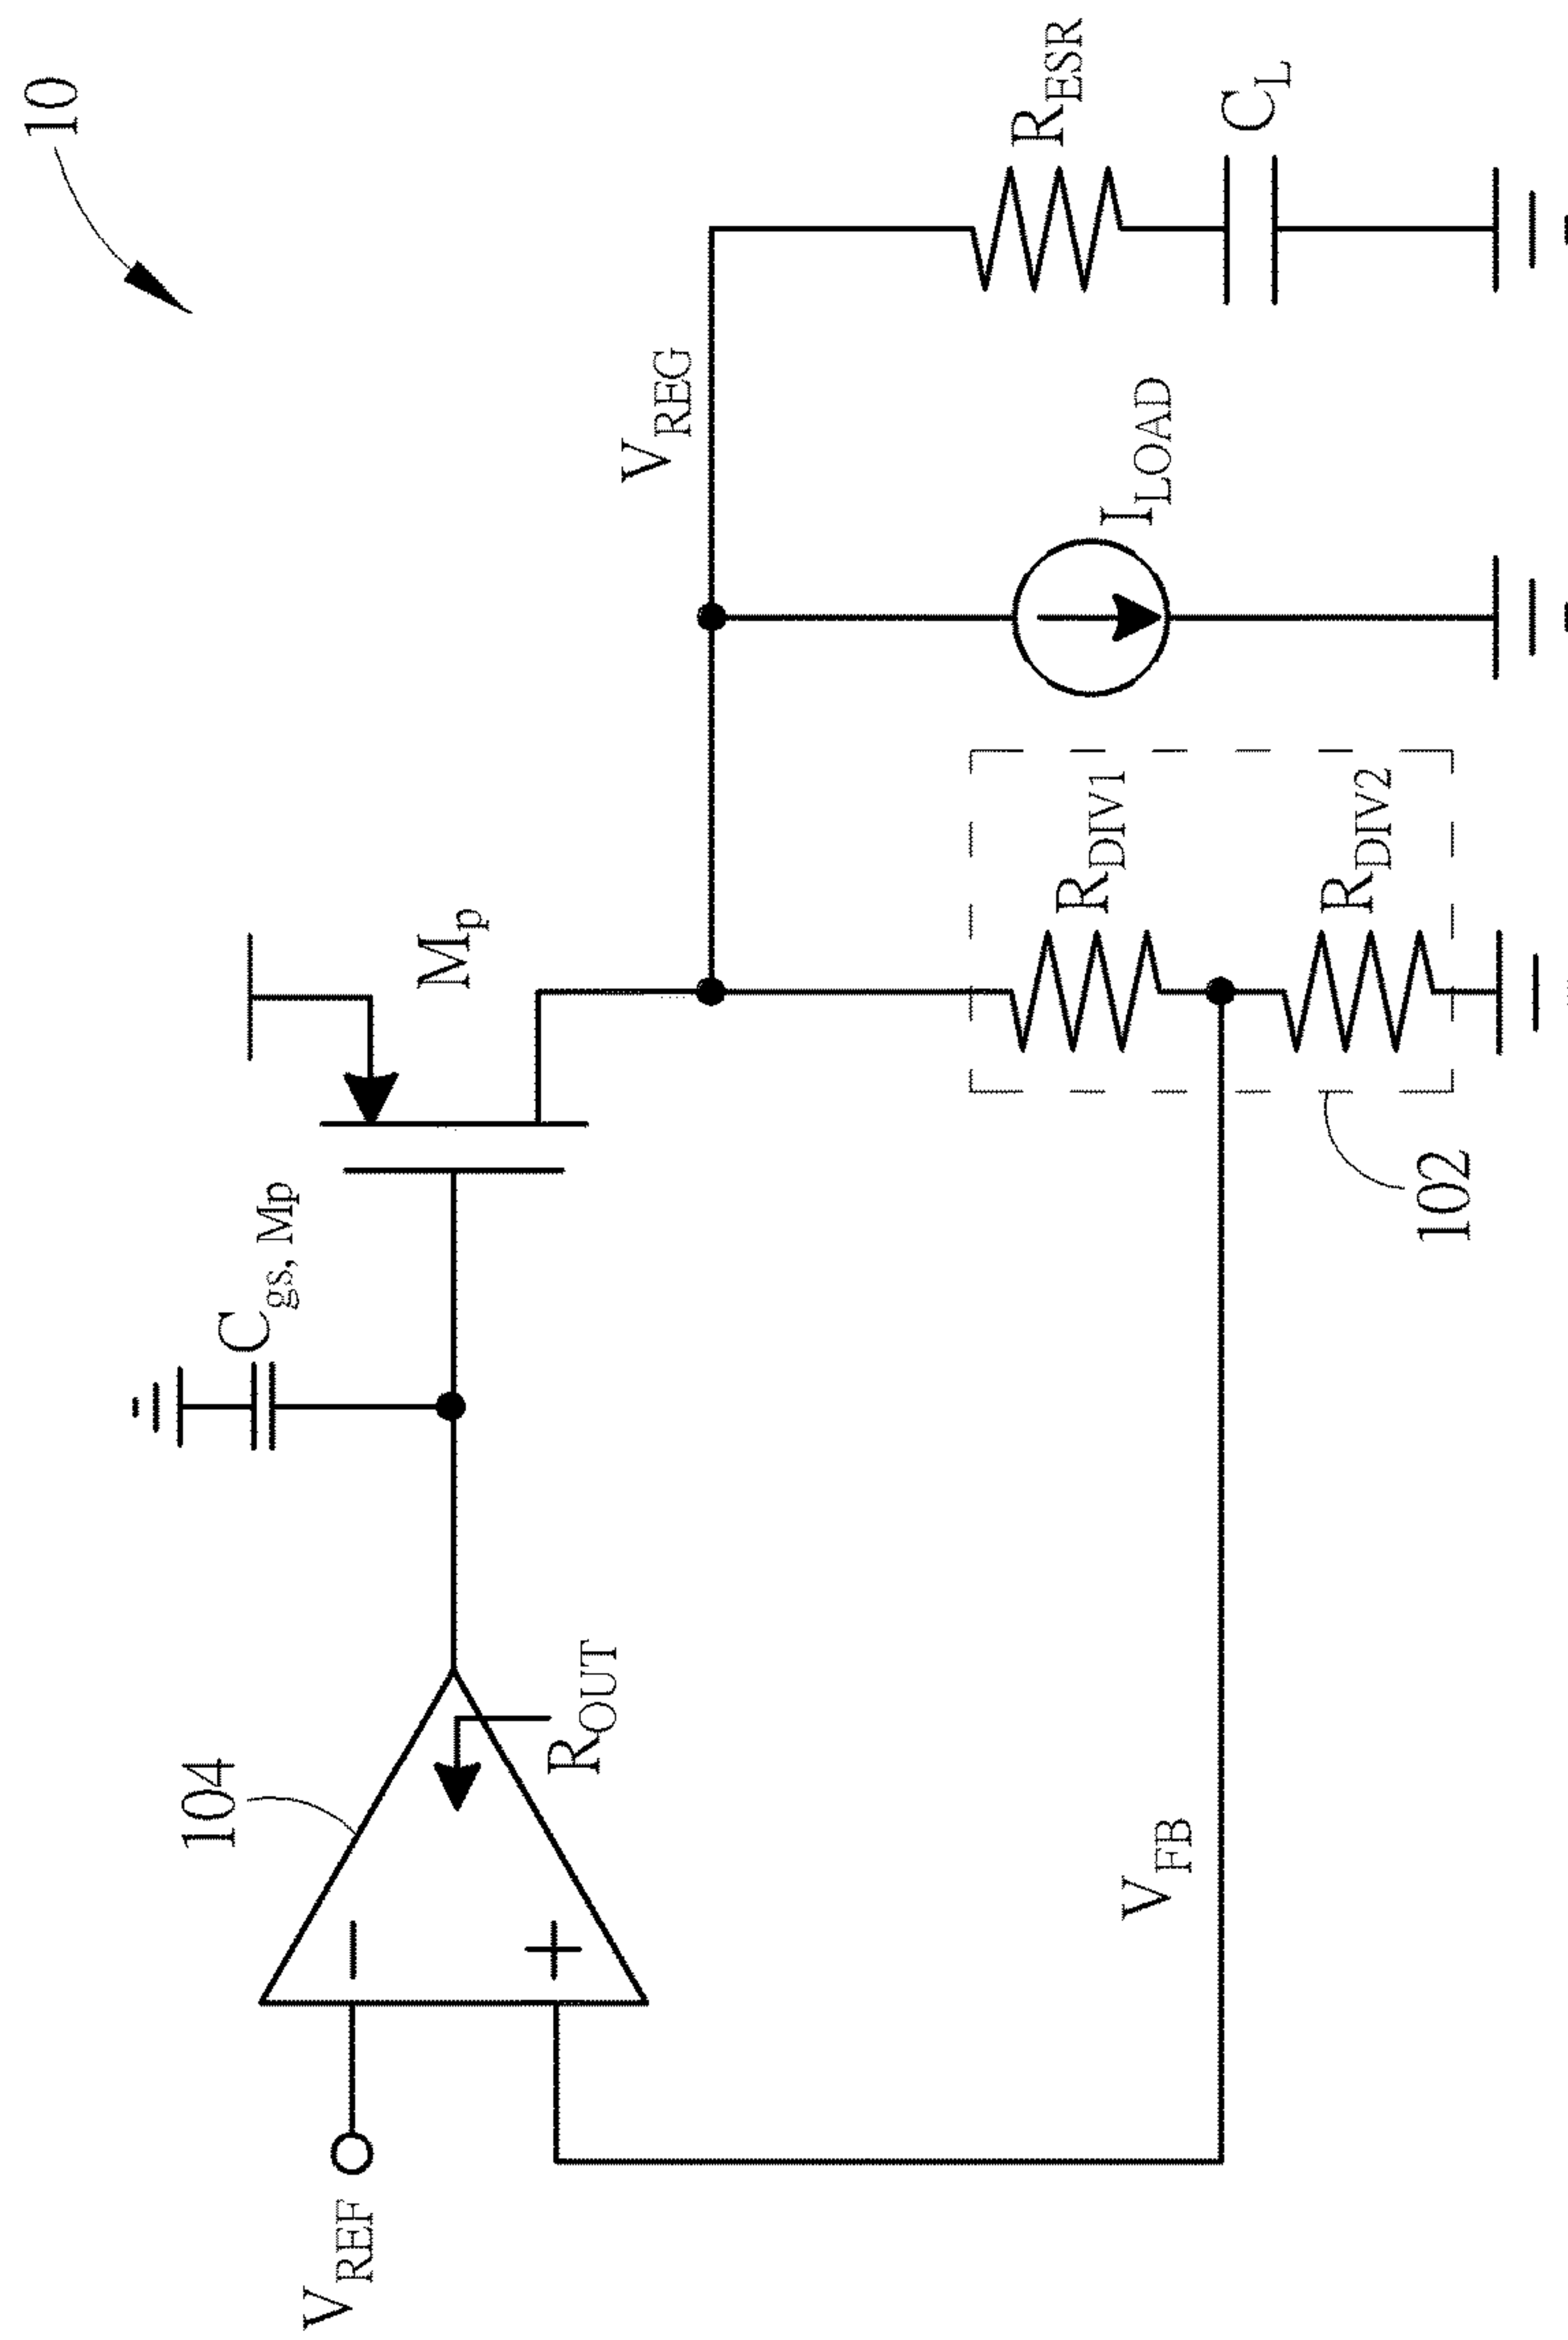 10
C_gs, Mp
M_p
104
V_REF
−
+
R_OUT
V_REG
R_DIV1
R_DIV2
I_LOAD
R_ESR
C_L
V_FB
102